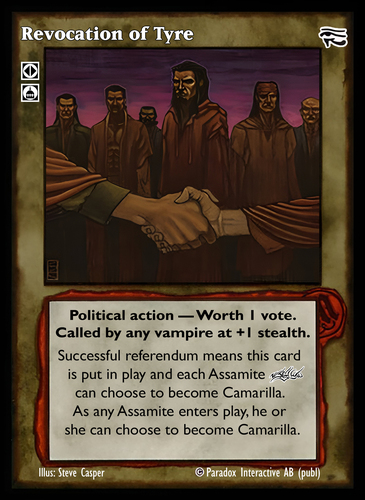 Revocation of Tyre
Political action — Worth 1 vote.
Called by any vampire at +1 stealth.
Successful referendum means this card
is put in play and each Assamite
can choose to become Camarilla.
As any Assamite enters play, he or
she can choose to become Camarilla.
Illus: Steve Casper © Paradox Interactive AB (publ)